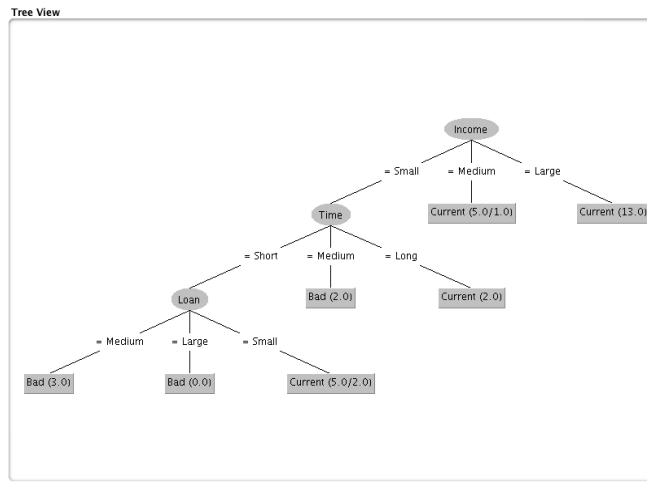 Tree View
Income
= Small
= Medium
= Large
Time
Current (5.0/1.0)
Current (13.0)
= Short
= Medium
= Long
Loan
Bad (2.0)
Current (2.0)
= Medium
= Large
= Small
Bad (3.0)
Bad (0.0)
Current (5.0/2.0)